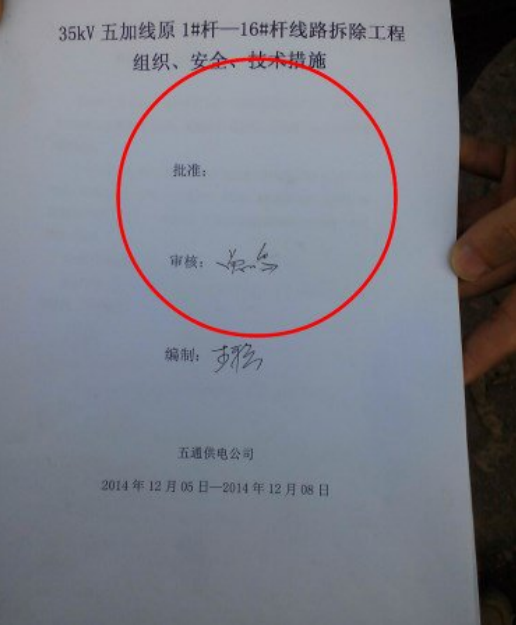 35kV 五加线原 1#杆—16#杆线路拆除工程
组织、安全、技术措施
批准：
审核：
编制：
五通供电公司
2014 年 12 月 05 日—2014 年 12 月 08 日